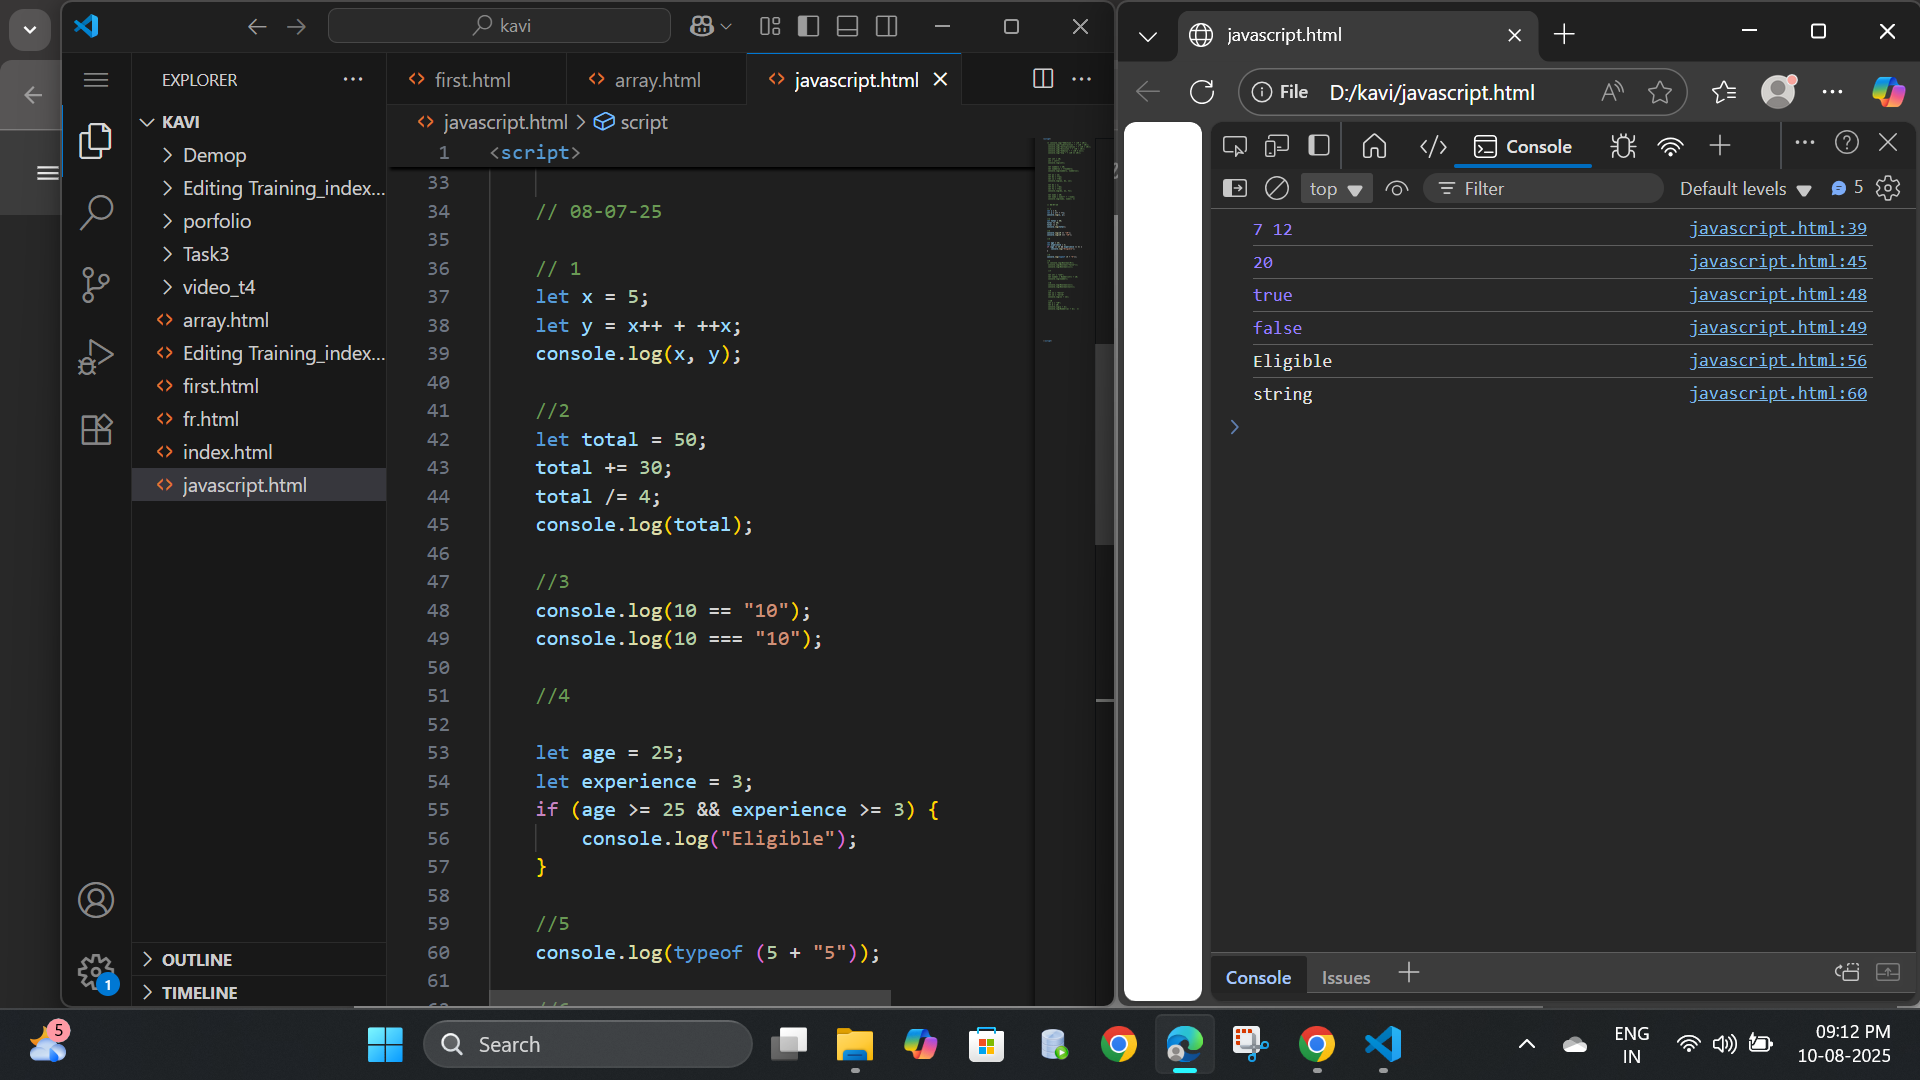 kavi
EXPLORER
KAVI
Demop
Editing Training_index...
porfolio
Task3
video_t4
array.html
Editing Training_index...
first.html
fr.html
index.html
javascript.html
OUTLINE
TIMELINE
1
first.html
array.html
javascript.html
javascript.html > script
1 <script>
33
34 // 08-07-25
35
36 // 1
37 let x = 5;
38 let y = x++ + ++x;
39 console.log(x, y);
40
41 //2
42 let total = 50;
43 total += 30;
44 total /= 4;
45 console.log(total);
46
47 //3
48 console.log(10 == "10");
49 console.log(10 === "10");
50
51 //4
52
53 let age = 25;
54 let experience = 3;
55 if (age >= 25 && experience >= 3) {
56 console.log("Eligible");
57 }
58
59 //5
60 console.log(typeof (5 + "5"));
61
javascript.html
File D:/kavi/javascript.html
Console
top
Filter
Default levels
5
7 12 javascript.html:39
20 javascript.html:45
true javascript.html:48
false javascript.html:49
Eligible javascript.html:56
string javascript.html:60
Console
Issues
5
Search
ENG
IN
09:12 PM
10-08-2025